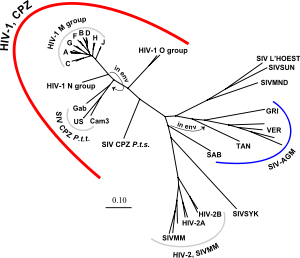 HIV-1, CPZ
HIV-1 M group
F B D
G H
A J
C K
HIV-1 O group
in env
HIV-1 N group
Gab
US Cam3
SIV CPZ P.t.t.
SIV CPZ P.t.s.
SIV L'HOEST
SIVSUN
SIVMND
GRI
in env
VER
TAN
SAB
SIV-AGM
0.10
SIVSYK
HIV-2B
HIV-2A
SIVMM
HIV-2, SIVMM